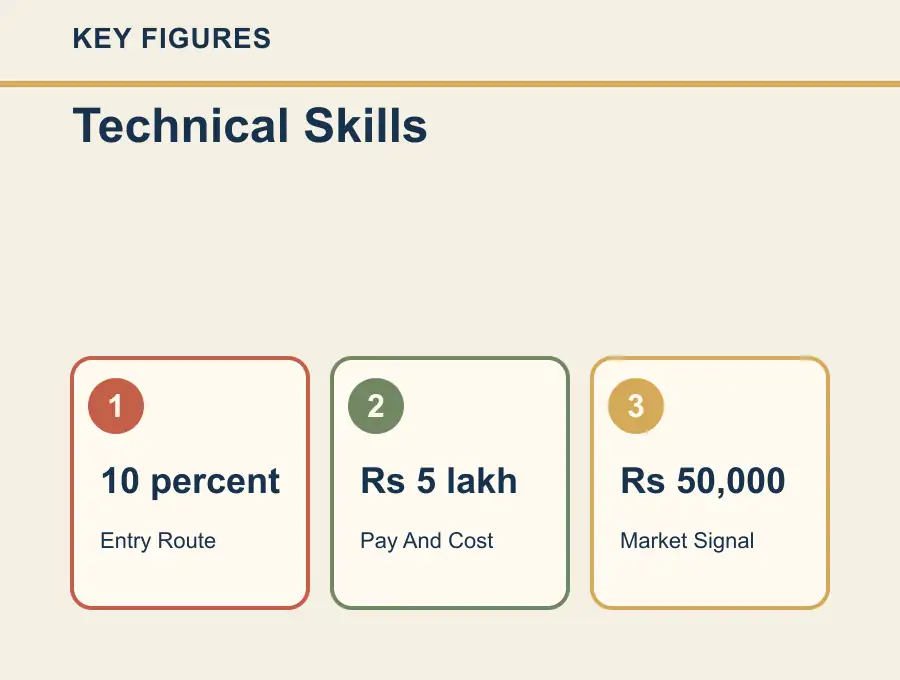 KEY FIGURES
Technical Skills
1
10 percent
Entry Route
2
Rs 5 lakh
Pay And Cost
3
Rs 50,000
Market Signal